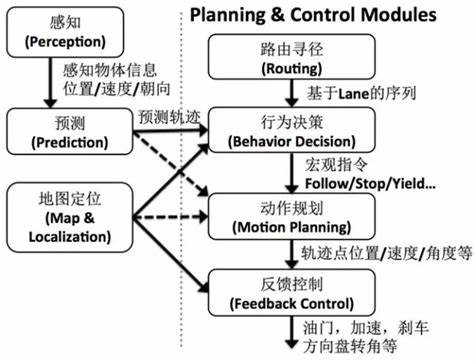 Planning & Control Modules
感知
(Perception)
感知物体信息
位置/速度/朝向
预测
(Prediction)
预测轨迹
地图定位
(Map &
Localization)
路由寻径
(Routing)
基于Lane的序列
行为决策
(Behavior Decision)
宏观指令
Follow/Stop/Yield...
动作规划
(Motion Planning)
轨迹点位置/速度/角度等
反馈控制
(Feedback Control)
油门，加速，刹车
方向盘转角等